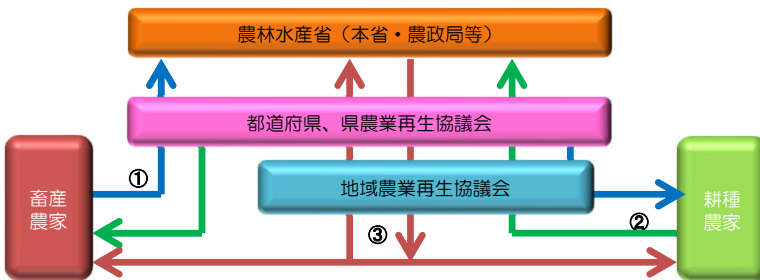 農林水産省（本省・農政局等）
都道府県、県農業再生協議会
①
地域農業再生協議会
畜産
農家
耕種
農家
②
③